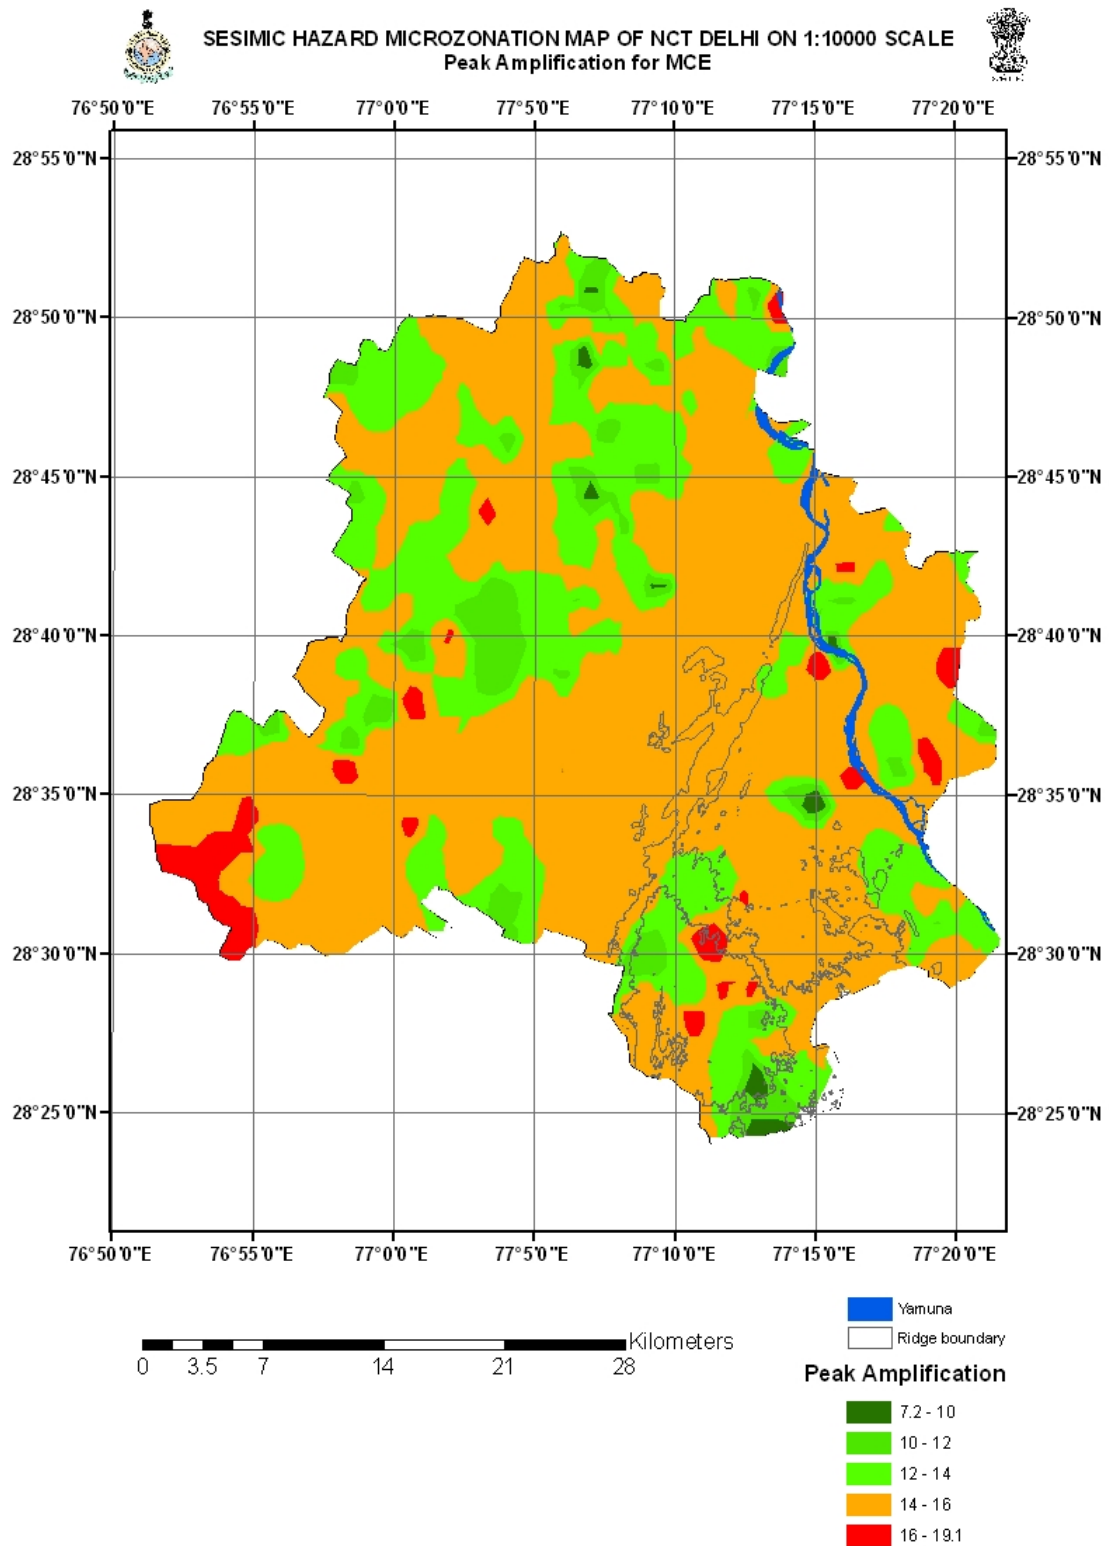 SESIMIC HAZARD MICROZONATION MAP OF NCT DELHI ON 1:10000 SCALE
Peak Amplification for MCE
76°50'0"E 76°55'0"E 77°0'0"E 77°5'0"E 77°10'0"E 77°15'0"E 77°20'0"E
28°55'0"N 28°55'0"N
28°50'0"N 28°50'0"N
28°45'0"N 28°45'0"N
28°40'0"N 28°40'0"N
28°35'0"N 28°35'0"N
28°30'0"N 28°30'0"N
28°25'0"N 28°25'0"N
76°50'0"E 76°55'0"E 77°0'0"E 77°5'0"E 77°10'0"E 77°15'0"E 77°20'0"E
Yamuna
Ridge boundary
Kilometers
0 3.5 7 14 21 28
Peak Amplification
7.2 - 10
10 - 12
12 - 14
14 - 16
16 - 19.1